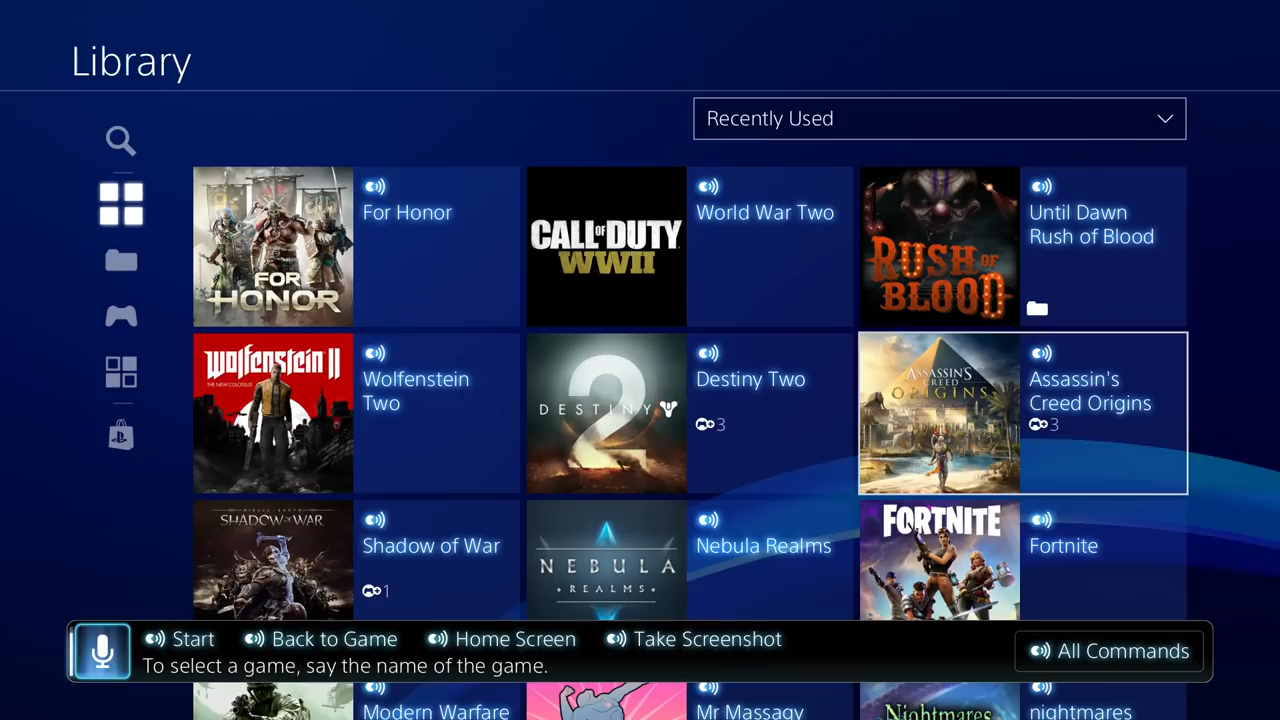 Library
Recently Used
FOR
HONOR
For Honor
CALL OF DUTY
WWII
World War Two
RUSH OF
BLOOD
Until Dawn
Rush of Blood
Wolfenstein II
THE NEW COLOSSUS
Wolfenstein
Two
2
DESTINY
Destiny Two
3
ASSASSIN'S
CREED
ORIGINS
Assassin's
Creed Origins
3
MIDDLE-EARTH
SHADOW OF WAR
Shadow of War
1
NEBULA
REALMS
Nebula Realms
FORTNITE
Fortnite
Start
Back to Game
Home Screen
Take Screenshot
To select a game, say the name of the game.
All Commands
Modern Warfare
Mr Massagy
Nightmares
nightmares